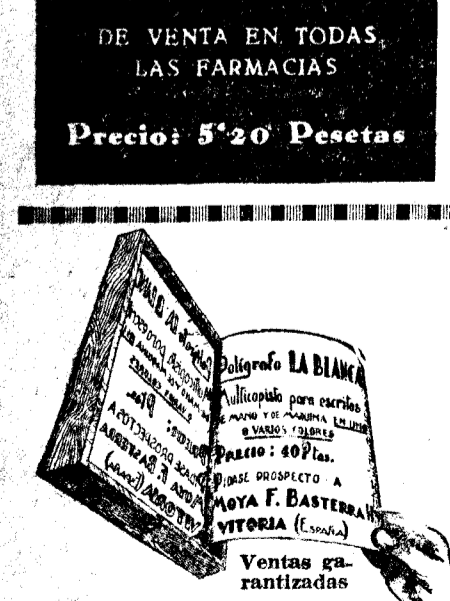 DE VENTA EN TODAS
LAS FARMACIAS
Precio: 5'20 Pesetas
Polígrafo LA BLANCA
Multicopista para escritos
DE MANO Y DE MAQUINA EN UNO
O VARIOS COLORES
PRECIO: 40 Ptas.
PIDASE PROSPECTO A
MOYA F. BASTERRA H
VITORIA (ESPAÑA)
Ventas ga-
rantizadas